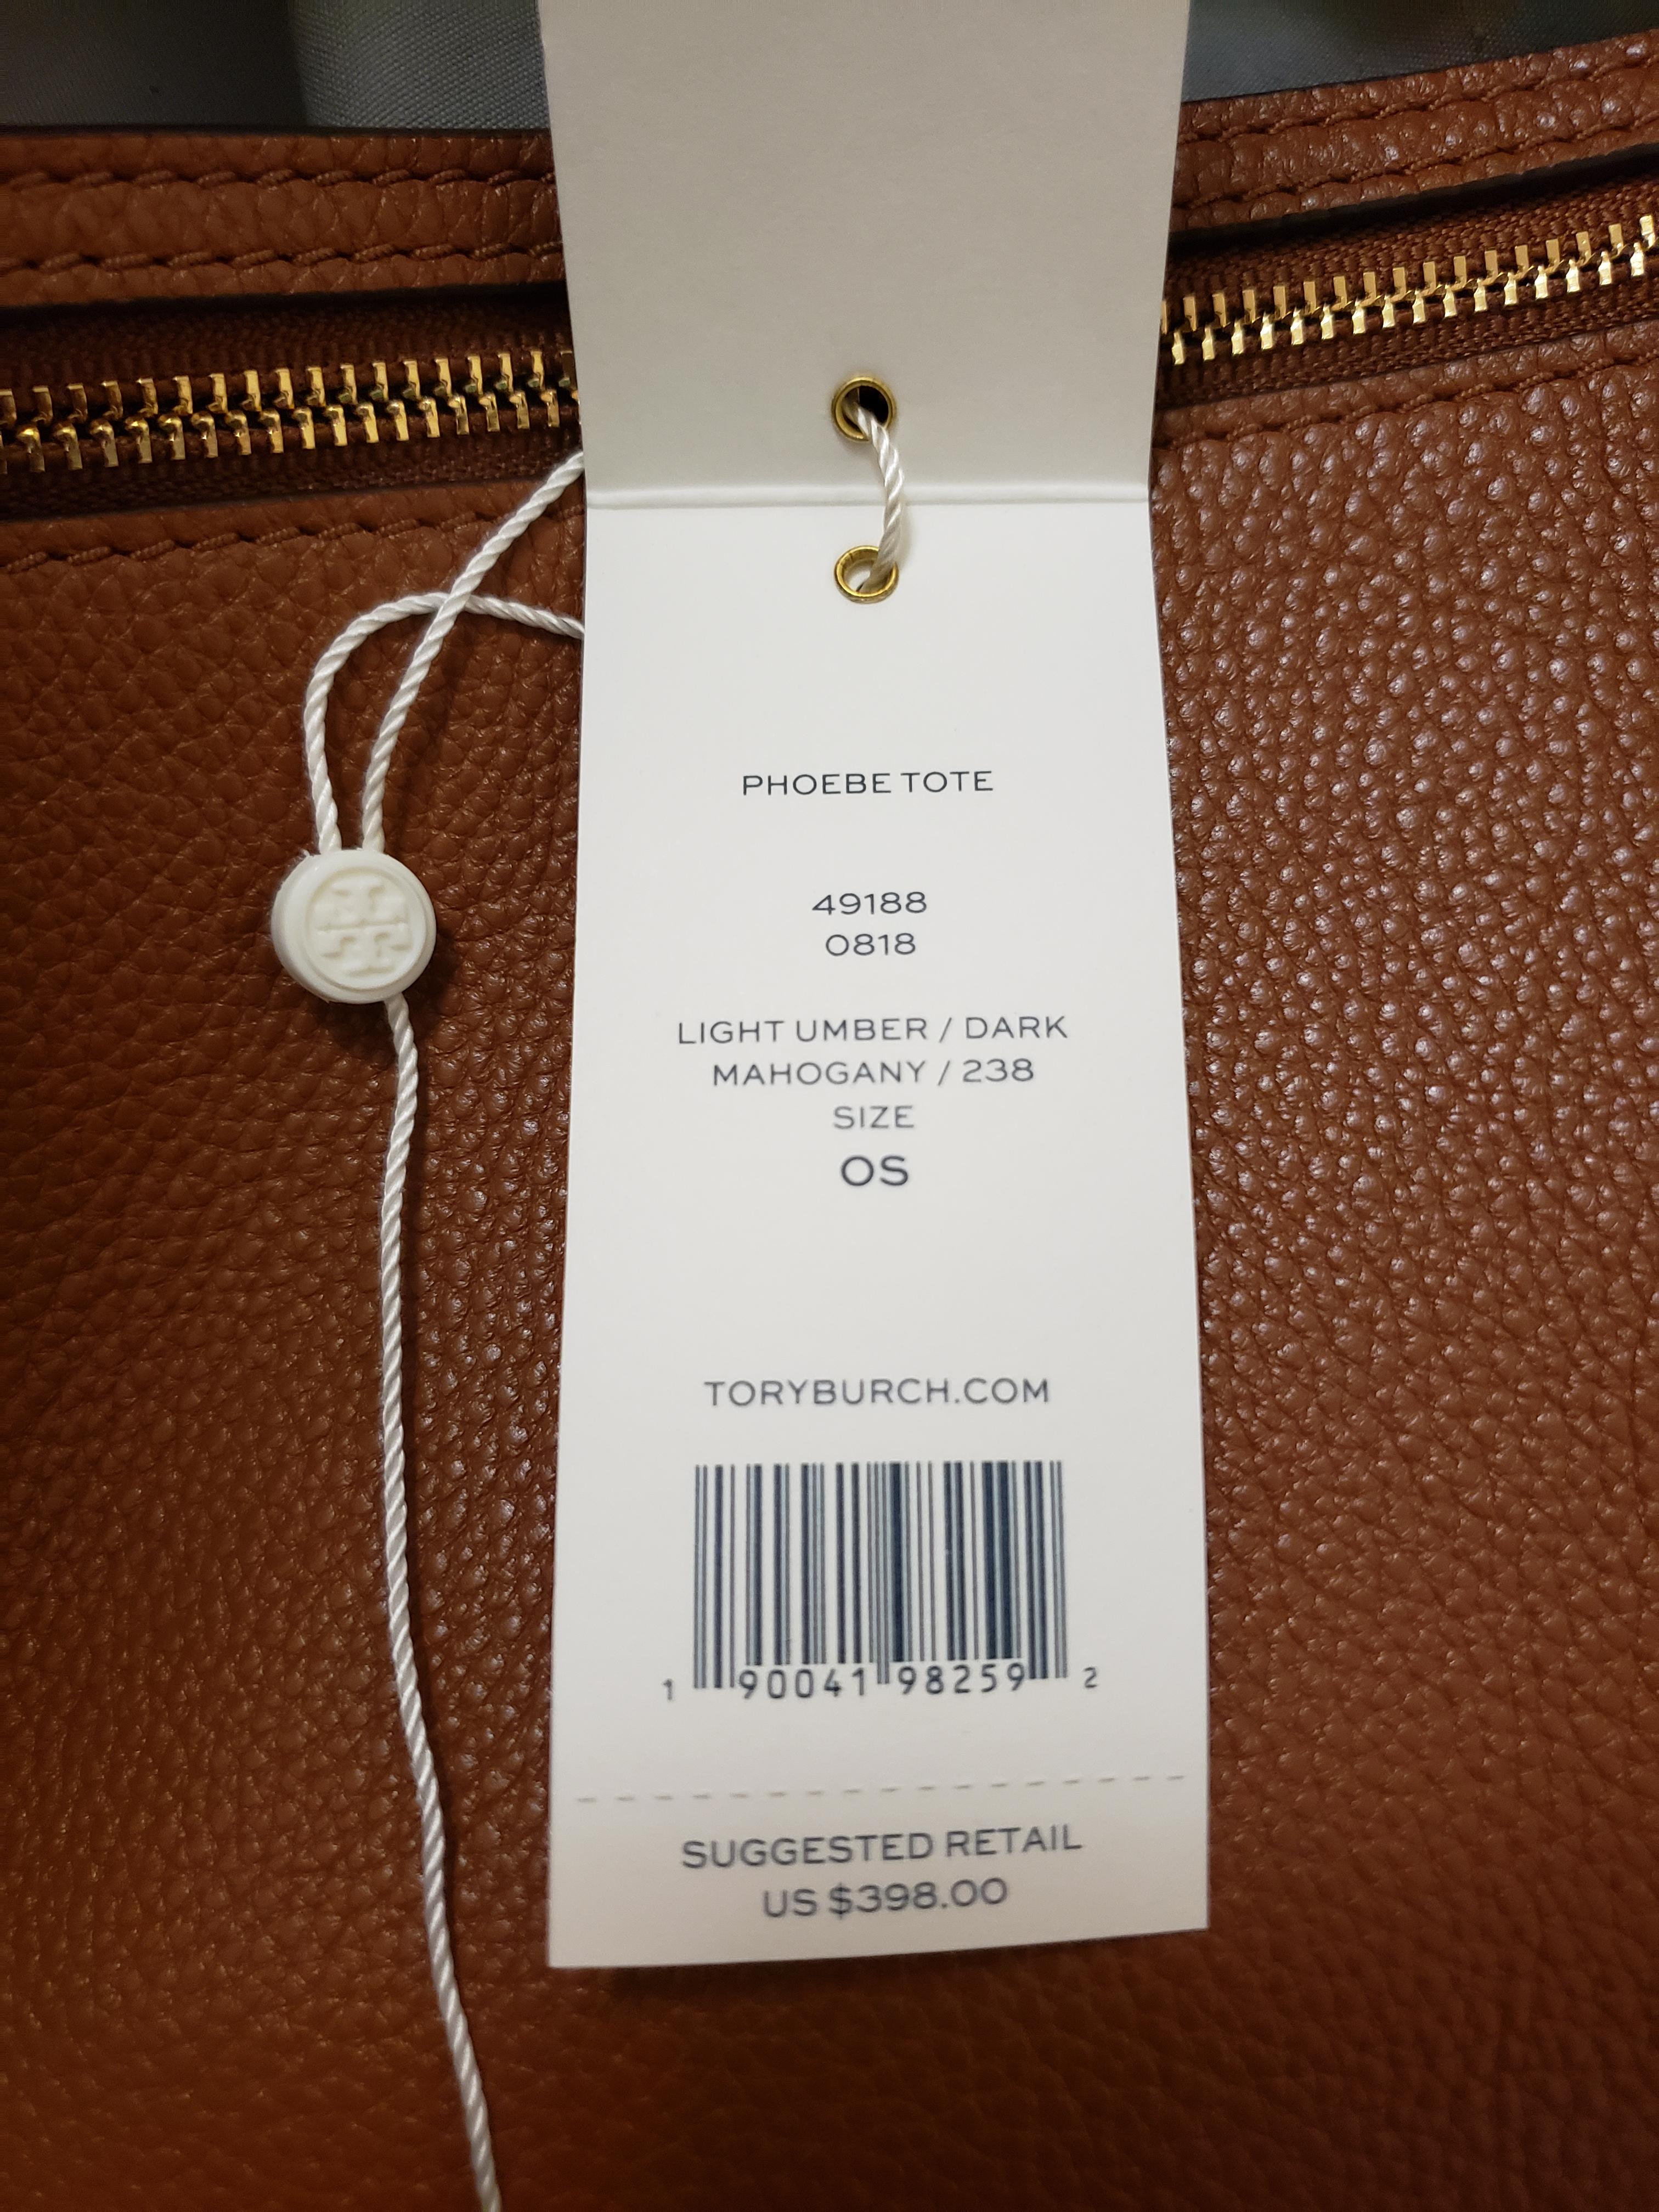 PHOEBE TOTE
49188
0818
LIGHT UMBER / DARK
MAHOGANY / 238
SIZE
OS
TORYBURCH.COM
1 90041 98259 2
SUGGESTED RETAIL
US $398.00